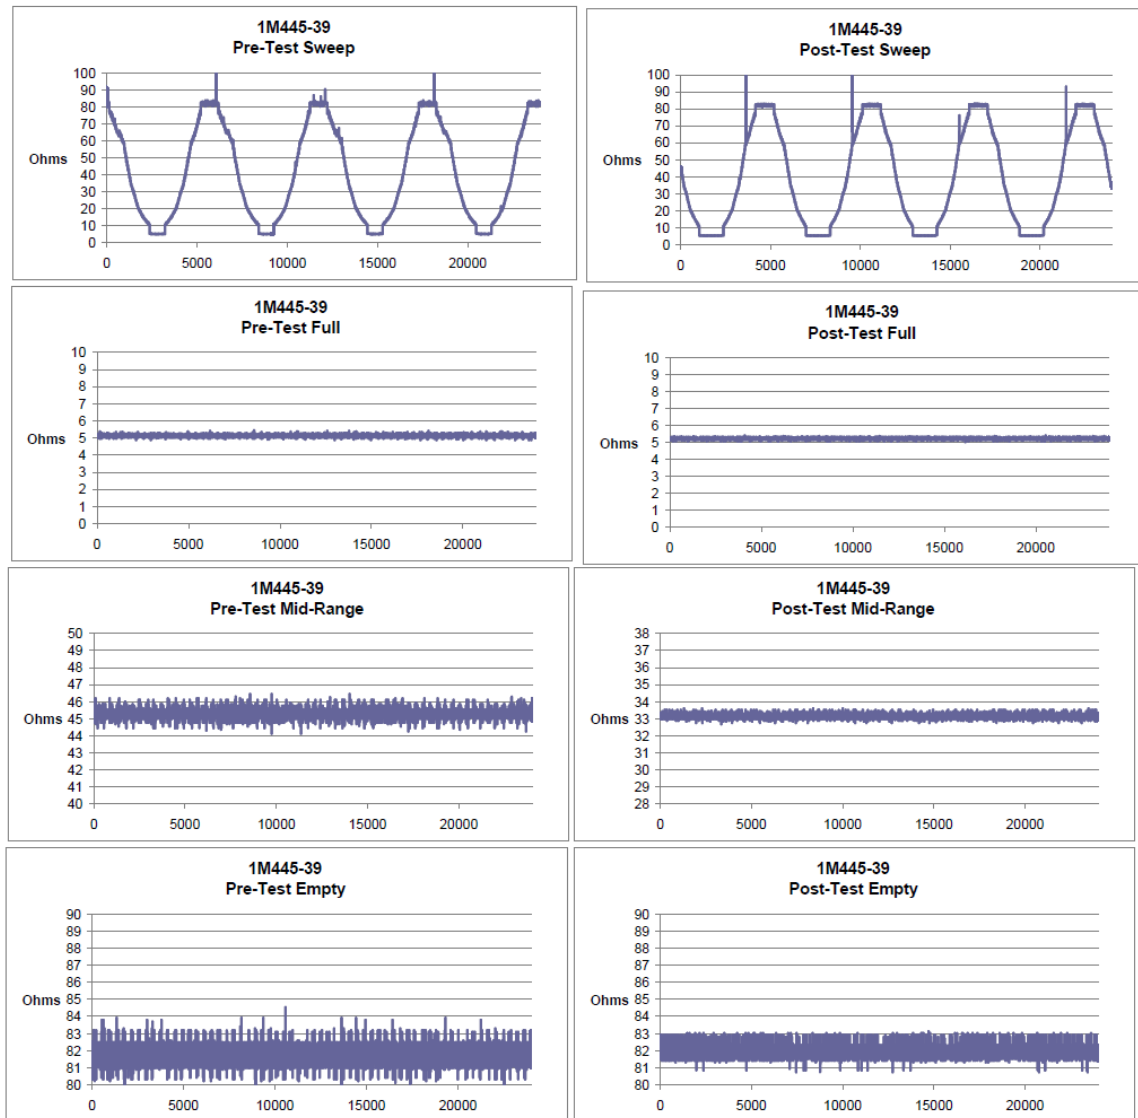 1M445-39
Pre-Test Sweep
100
90
80
70
60
Ohms 50
40
30
20
10
0
0 5000 10000 15000 20000
1M445-39
Post-Test Sweep
100
90
80
70
60
Ohms 50
40
30
20
10
0
0 5000 10000 15000 20000
1M445-39
Pre-Test Full
10
9
8
7
6
Ohms 5
4
3
2
1
0
0 5000 10000 15000 20000
1M445-39
Post-Test Full
10
9
8
7
6
Ohms 5
4
3
2
1
0
0 5000 10000 15000 20000
1M445-39
Pre-Test Mid-Range
50
49
48
47
46
Ohms 45
44
43
42
41
40
0 5000 10000 15000 20000
1M445-39
Post-Test Mid-Range
38
37
36
35
34
Ohms 33
32
31
30
29
28
0 5000 10000 15000 20000
1M445-39
Pre-Test Empty
90
89
88
87
86
Ohms 85
84
83
82
81
80
0 5000 10000 15000 20000
1M445-39
Post-Test Empty
90
89
88
87
86
Ohms 85
84
83
82
81
80
0 5000 10000 15000 20000